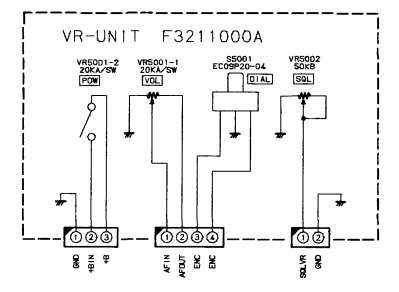 VR-UNIT F3211000A
VR5001-2
20KA/SW
POW
VR5001-1
20KA/SW
VOL
S5001
EC09P20-04
DIAL
VR5002
50KB
SQL
1 2 3
GND
+BIN
+B
1 2 3 4
AFIN
AFOUT
ENC
ENC
1 2
SQLVR
GND